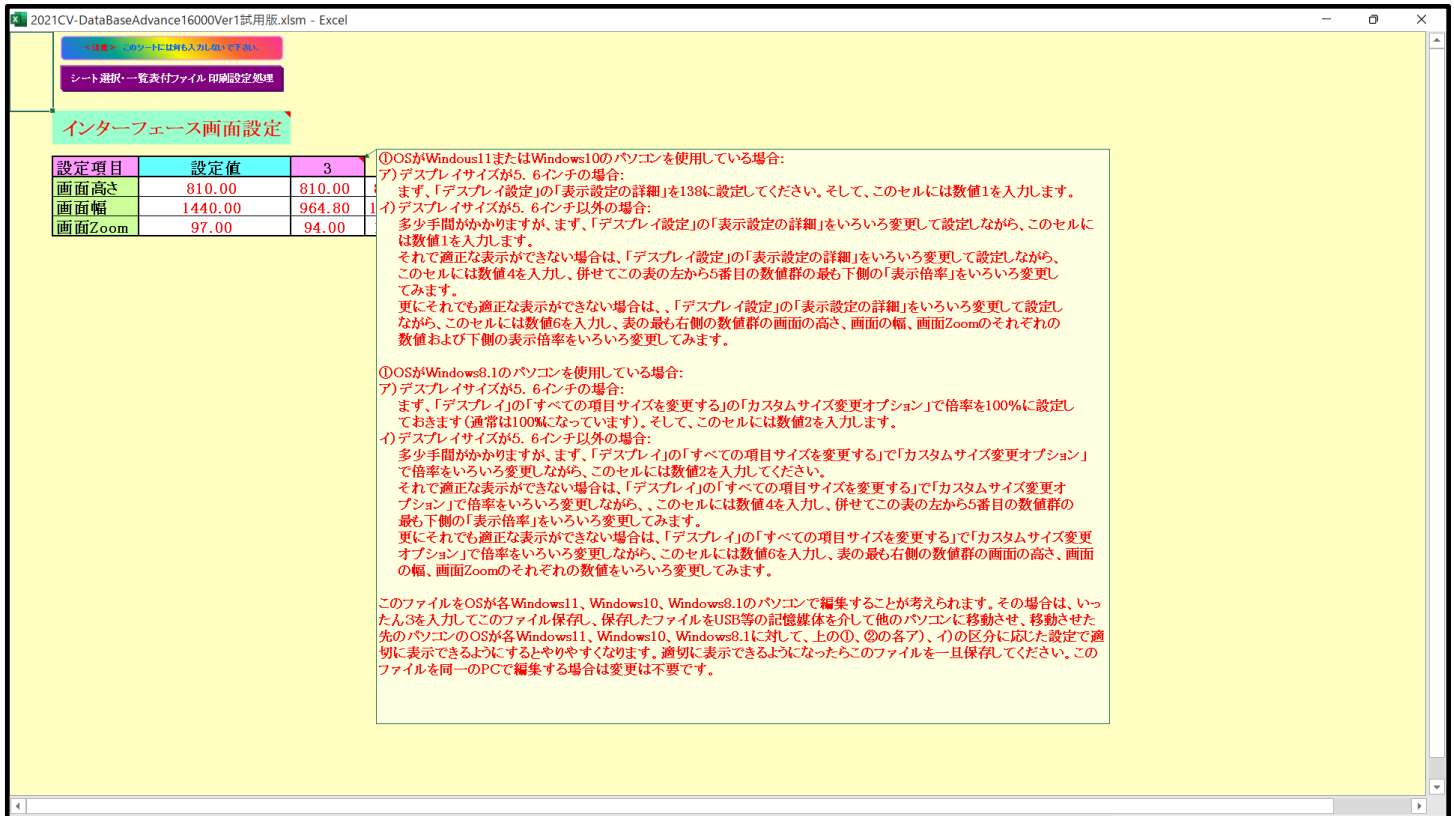 2021CV-DataBaseAdvance16000Ver1試用版.xlsm - Excel
<注意> このシートには何も入力しないで下さい.
シート選択・一覧表付ファイル印刷設定処理
インターフェース画面設定
設定項目 設定値 3
画面高さ 810.00 810.00
画面幅 1440.00 964.80 1
画面Zoom 97.00 94.00
①OSがWindous11またはWindows10のパソコンを使用している場合:
ア)デスプレイサイズが5．6インチの場合:
まず、「デスプレイ設定」の「表示設定の詳細」を138に設定してください。そして、このセルには数値1を入力します。
イ)デスプレイサイズが5．6インチ以外の場合:
多少手間がかかりますが、まず、「デスプレイ設定」の「表示設定の詳細」をいろいろ変更して設定しながら、このセルに
は数値1を入力します。
それで適正な表示ができない場合は、「デスプレイ設定」の「表示設定の詳細」をいろいろ変更して設定しながら、
このセルには数値4を入力し、併せてこの表の左から5番目の数値群の最も下側の「表示倍率」をいろいろ変更し
てみます。
更にそれでも適正な表示ができない場合は、、「デスプレイ設定」の「表示設定の詳細」をいろいろ変更して設定し
ながら、このセルには数値6を入力し、表の最も右側の数値群の画面の高さ、画面の幅、画面Zoomのそれぞれの
数値および下側の表示倍率をいろいろ変更してみます。
①OSがWindows8.1のパソコンを使用している場合:
ア)デスプレイサイズが5．6インチの場合:
まず、「デスプレイ」の「すべての項目サイズを変更する」の「カスタムサイズ変更オプション」で倍率を100%に設定し
ておきます(通常は100%になっています)。そして、このセルには数値2を入力します。
イ)デスプレイサイズが5．6インチ以外の場合:
多少手間がかかりますが、まず、「デスプレイ」の「すべての項目サイズを変更する」で「カスタムサイズ変更オプション」
で倍率をいろいろ変更しながら、このセルには数値2を入力してください。
それで適正な表示ができない場合は、「デスプレイ」の「すべての項目サイズを変更する」で「カスタムサイズ変更オ
プション」で倍率をいろいろ変更しながら、、このセルには数値4を入力し、併せてこの表の左から5番目の数値群の
最も下側の「表示倍率」をいろいろ変更してみます。
更にそれでも適正な表示ができない場合は、「デスプレイ」の「すべての項目サイズを変更する」で「カスタムサイズ変更
オプション」で倍率をいろいろ変更しながら、このセルには数値6を入力し、表の最も右側の数値群の画面の高さ、画面
の幅、画面Zoomのそれぞれの数値をいろいろ変更してみます。
このファイルをOSが各Windows11、Windows10、Windows8.1のパソコンで編集することが考えられます。その場合は、いっ
たん3を入力してこのファイル保存し、保存したファイルをUSB等の記憶媒体を介して他のパソコンに移動させ、移動させた
先のパソコンのOSが各Windows11、Windows10、Windows8.1に対して、上の①、②の各ア)、イ)の区分に応じた設定で適
切に表示できるようにするとやりやすくなります。適切に表示できるようになったらこのファイルを一旦保存してください。この
ファイルを同一のPCで編集する場合は変更は不要です。